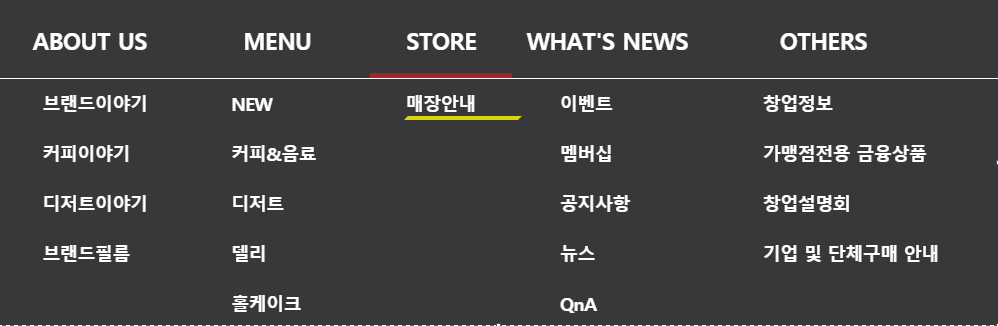 ABOUT US MENU STORE WHAT'S NEWS OTHERS
브랜드이야기 NEW 매장안내 이벤트 창업정보
커피이야기 커피&음료 멤버십 가맹점전용 금융상품
디저트이야기 디저트 공지사항 창업설명회
브랜드필름 델리 뉴스 기업 및 단체구매 안내
홀케이크 QnA